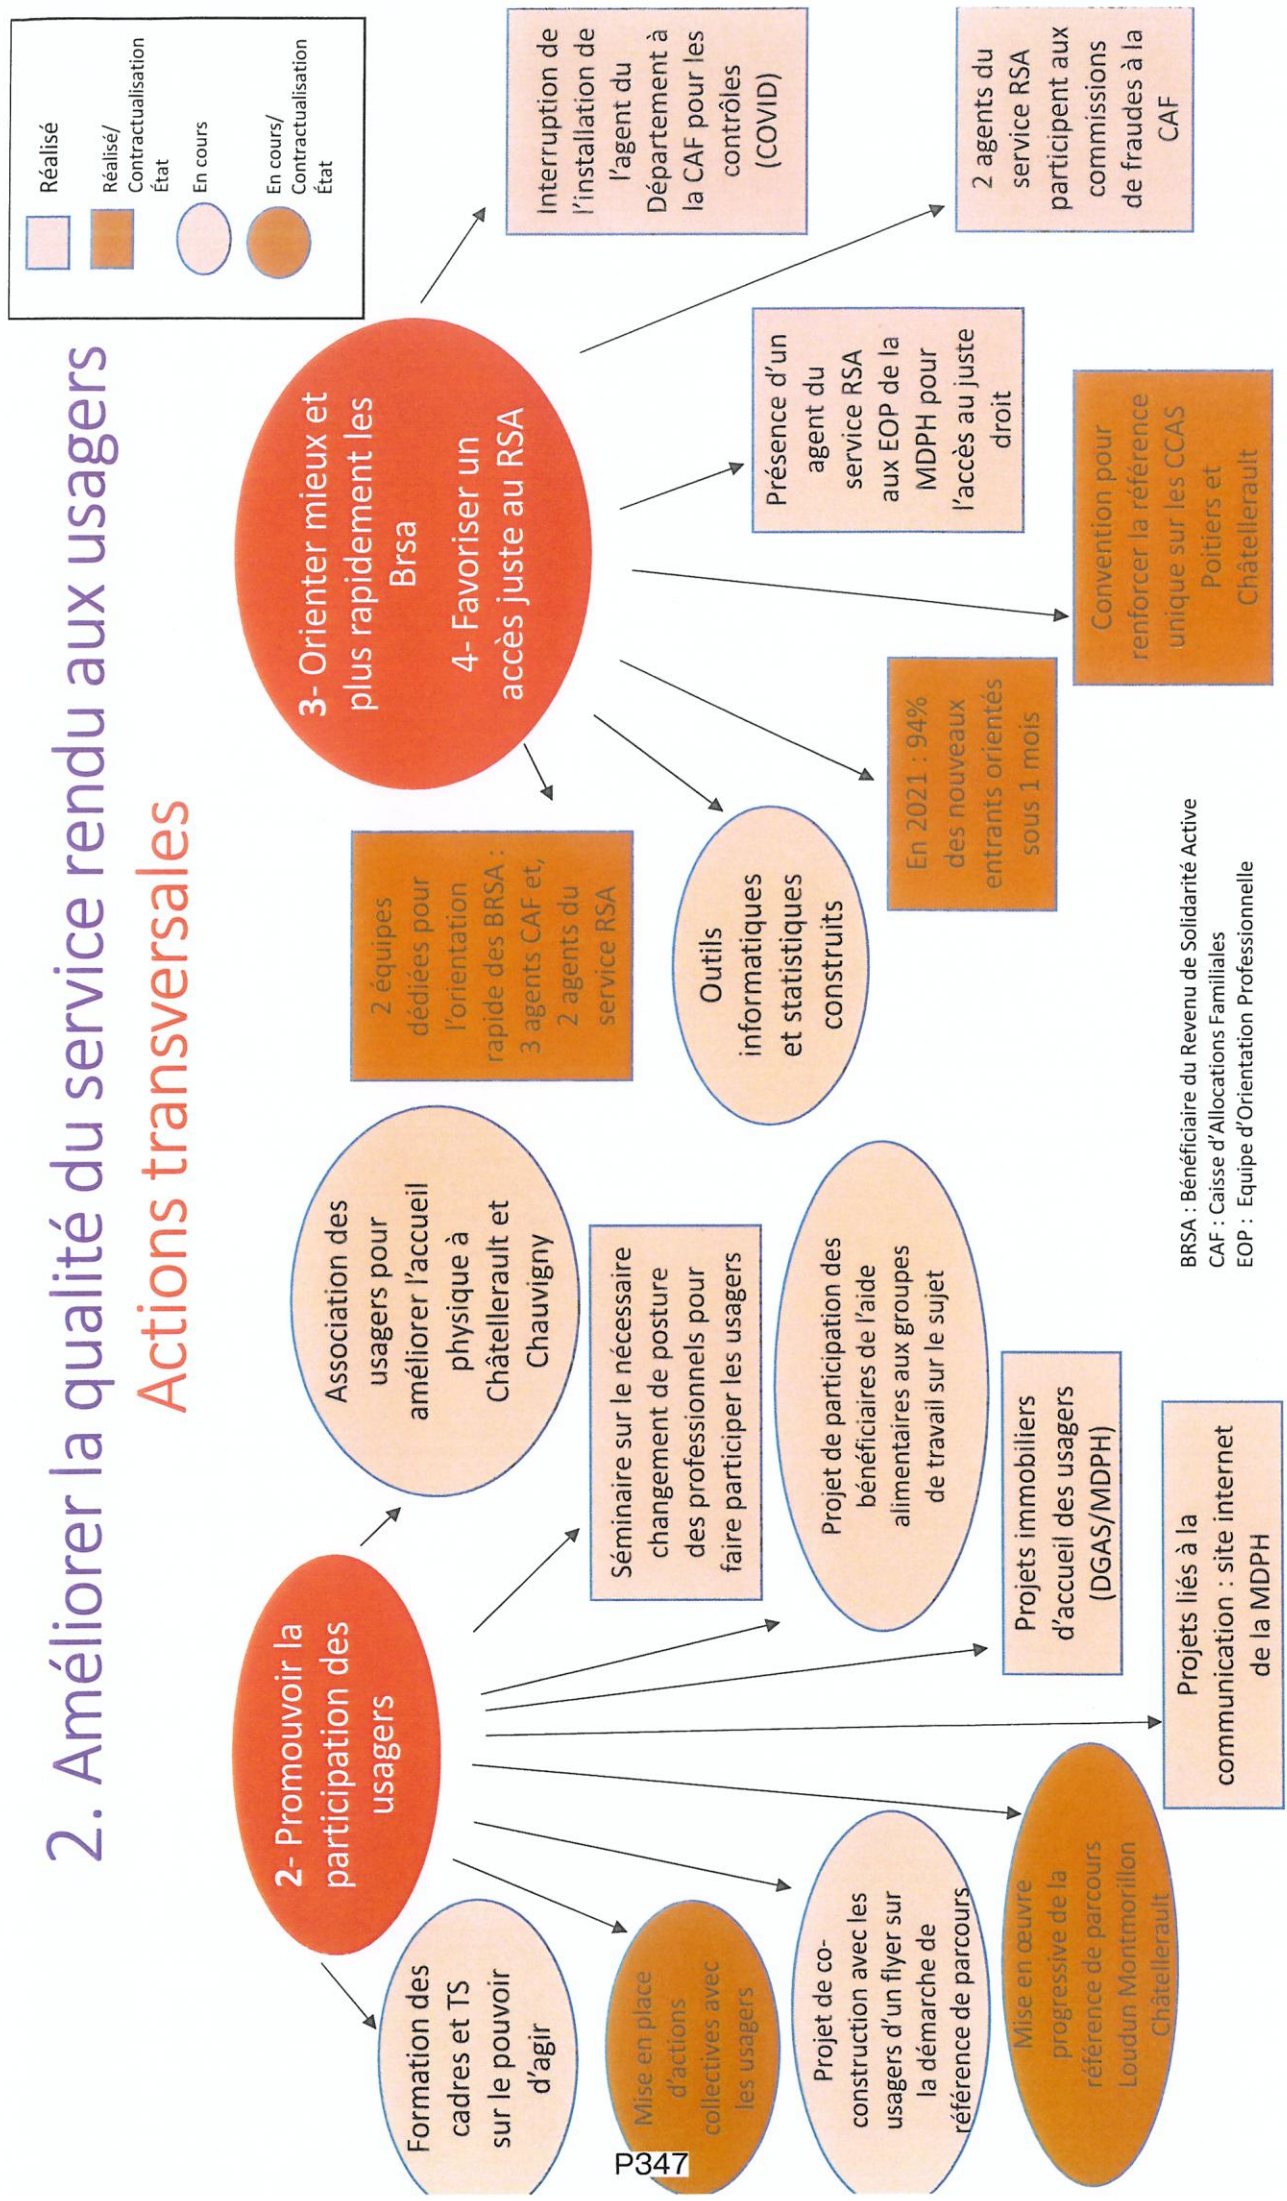 2. Améliorer la qualité du service rendu aux usagers
Actions transversales
Réalisé
Réalisé/
Contractualisation
État
En cours
En cours/
Contractualisation
État
2- Promouvoir la
participation des
usagers
Formation des
cadres et TS
sur le pouvoir
d'agir
Mise en place
d'actions
collectives avec
les usagers
Projet de co-
construction avec les
usagers d'un flyer sur
la démarche de
référence de parcours
Mise en œuvre
progressive de la
référence de parcours
Loudun Montmorillon
Châtellerault
Projets liés à la
communication : site internet
de la MDPH
Projets immobiliers
d'accueil des usagers
(DGAS/MDPH)
Projet de participation des
bénéficiaires de l'aide
alimentaires aux groupes
de travail sur le sujet
Séminaire sur le nécessaire
changement de posture
des professionnels pour
faire participer les usagers
Association des
usagers pour
améliorer l'accueil
physique à
Châtellerault et
Chauvigny
3- Orienter mieux et
plus rapidement les
Brsa
4- Favoriser un
accès juste au RSA
2 équipes
dédiées pour
l'orientation
rapide des BRSA :
3 agents CAF et,
2 agents du
service RSA
Outils
informatiques
et statistiques
construits
En 2021 : 94%
des nouveaux
entrants orientés
sous 1 mois
Convention pour
renforcer la référence
unique sur les CCAS
Poitiers et
Châtellerault
Présence d'un
agent du
service RSA
aux EOP de la
MDPH pour
l'accès au juste
droit
2 agents du
service RSA
participent aux
commissions
de fraudes à la
CAF
Interruption de
l'installation de
l'agent du
Département à
la CAF pour les
contrôles
(COVID)
BRSA : Bénéficiaire du Revenu de Solidarité Active
CAF : Caisse d'Allocations Familiales
EOP : Equipe d'Orientation Professionnelle
P347